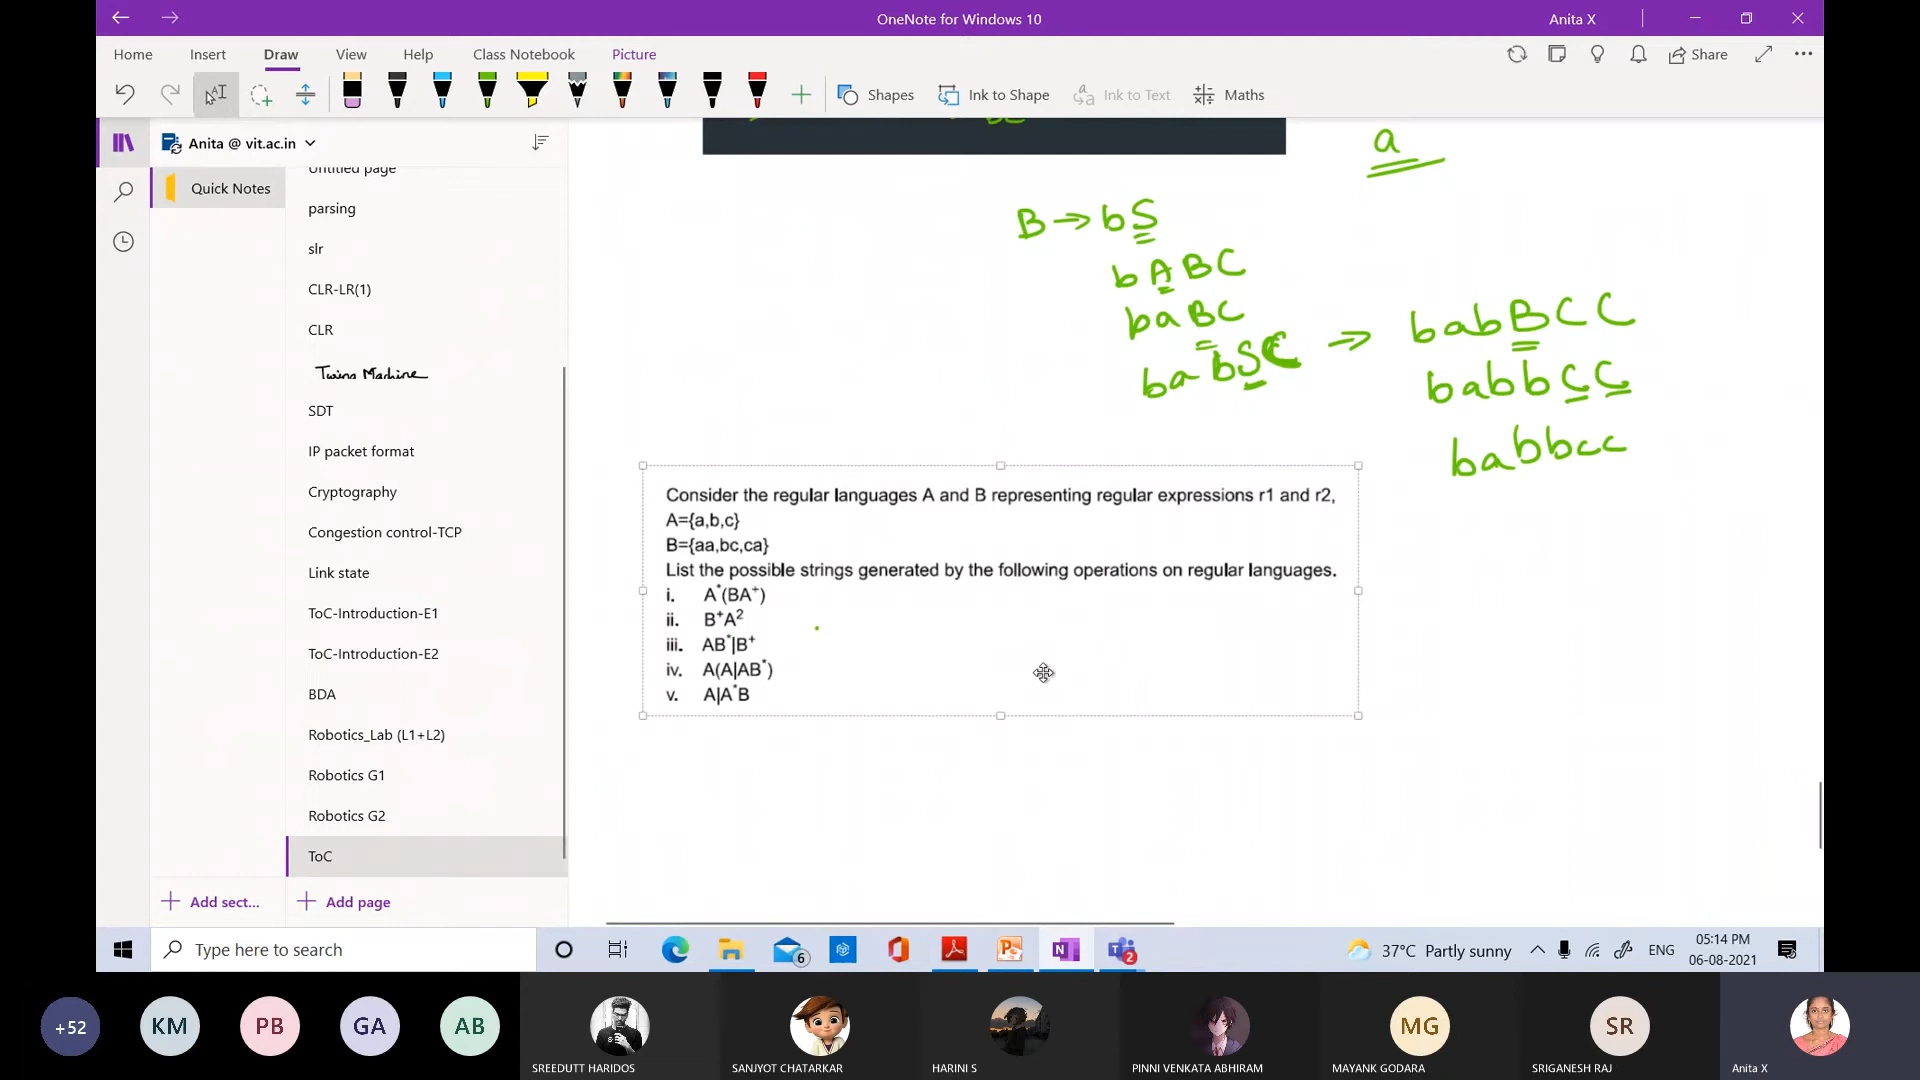 OneNote for Windows 10
Anita X
Home
Insert
Draw
View
Help
Class Notebook
Picture
Share
Shapes
Ink to Shape
Ink to Text
Maths
Anita @ vit.ac.in
Quick Notes
Untitled page
parsing
slr
CLR-LR(1)
CLR
SDT
IP packet format
Cryptography
Congestion control-TCP
Link state
ToC-Introduction-E1
ToC-Introduction-E2
BDA
Robotics_Lab (L1+L2)
Robotics G1
Robotics G2
ToC
Add sect...
Add page
a
B → bS
bABC
baBC
babSC → babBCC
babbCC
babbcc
Consider the regular languages A and B representing regular expressions r1 and r2,
A={a,b,c}
B={aa,bc,ca}
List the possible strings generated by the following operations on regular languages.
i. A*(BA+)
ii. B+A2
iii. AB*|B+
iv. A(A|AB*)
v. A|A*B
Type here to search
6
2
37°C Partly sunny
ENG
05:14 PM
06-08-2021
+52
KM
PB
GA
AB
MG
SR
SREEDUTT HARIDOS
SANJYOT CHATARKAR
HARINI S
PINNI VENKATA ABHIRAM
MAYANK GODARA
SRIGANESH RAJ
Anita X